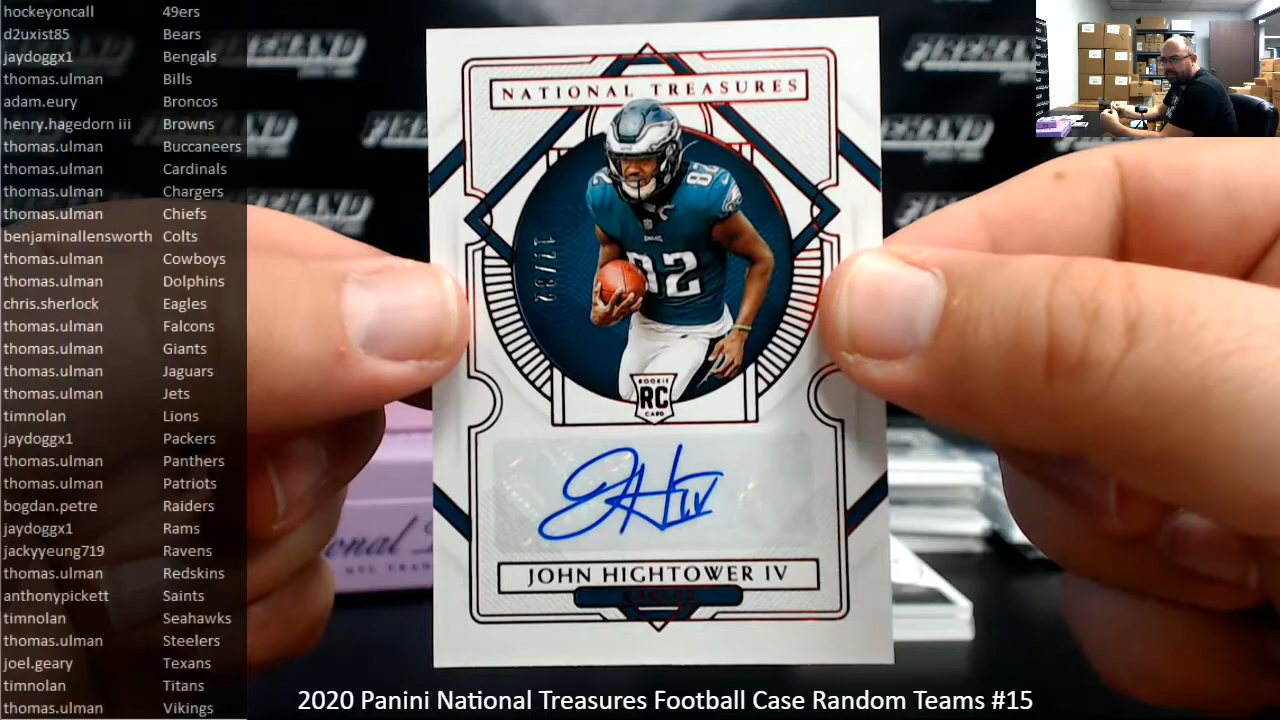 hockeyoncall 49ers
d2uxist85 Bears
jaydoggx1 Bengals
thomas.ulman Bills
adam.eury Broncos
henry.hagedorn iii Browns
thomas.ulman Buccaneers
thomas.ulman Cardinals
thomas.ulman Chargers
thomas.ulman Chiefs
benjaminallensworth Colts
thomas.ulman Cowboys
thomas.ulman Dolphins
chris.sherlock Eagles
thomas.ulman Falcons
thomas.ulman Giants
thomas.ulman Jaguars
thomas.ulman Jets
timnolan Lions
jaydoggx1 Packers
thomas.ulman Panthers
thomas.ulman Patriots
bogdan.petre Raiders
jaydoggx1 Rams
jackyyeung719 Ravens
thomas.ulman Redskins
anthonypickett Saints
timnolan Seahawks
thomas.ulman Steelers
joel.geary Texans
timnolan Titans
thomas.ulman Vikings
NATIONAL TREASURES
82
82
ROOKIE
RC
CARD
JH IV
JOHN HIGHTOWER IV
EAGLES
FIREHAND
2020 Panini National Treasures Football Case Random Teams #15